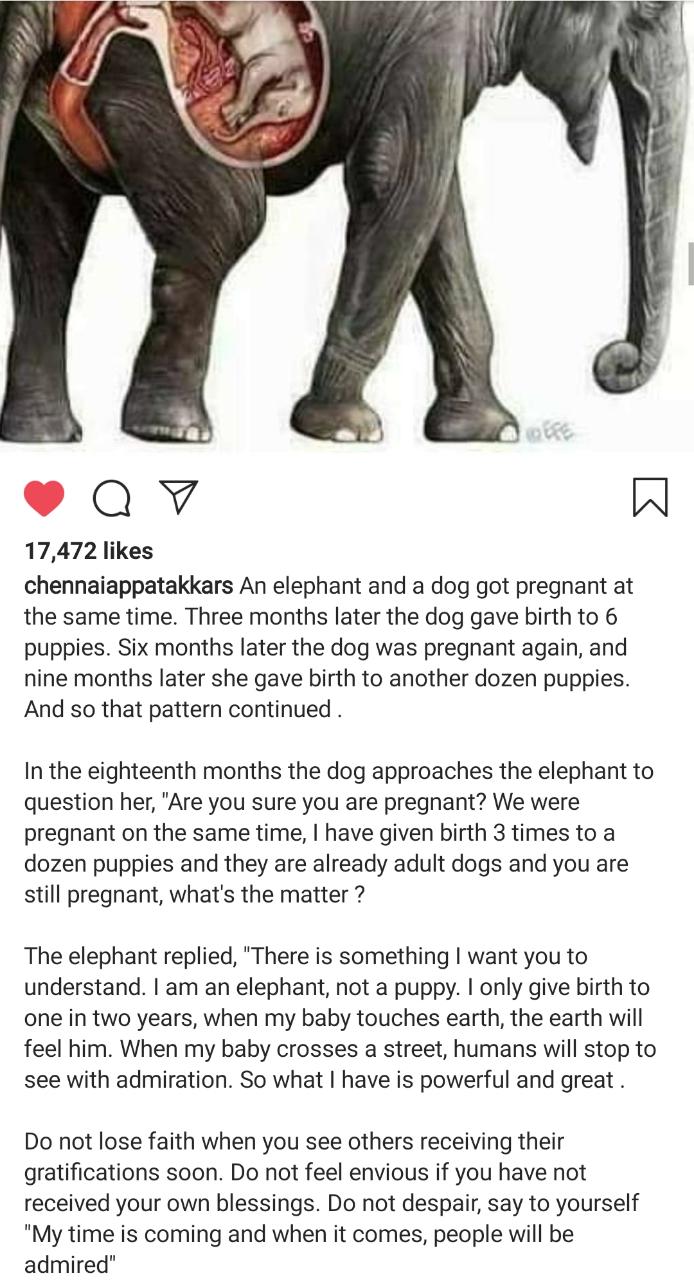 ©EFE
17,472 likes
chennaiappatakkars An elephant and a dog got pregnant at
the same time. Three months later the dog gave birth to 6
puppies. Six months later the dog was pregnant again, and
nine months later she gave birth to another dozen puppies.
And so that pattern continued .
In the eighteenth months the dog approaches the elephant to
question her, "Are you sure you are pregnant? We were
pregnant on the same time, I have given birth 3 times to a
dozen puppies and they are already adult dogs and you are
still pregnant, what's the matter ?
The elephant replied, "There is something I want you to
understand. I am an elephant, not a puppy. I only give birth to
one in two years, when my baby touches earth, the earth will
feel him. When my baby crosses a street, humans will stop to
see with admiration. So what I have is powerful and great .
Do not lose faith when you see others receiving their
gratifications soon. Do not feel envious if you have not
received your own blessings. Do not despair, say to yourself
"My time is coming and when it comes, people will be
admired"